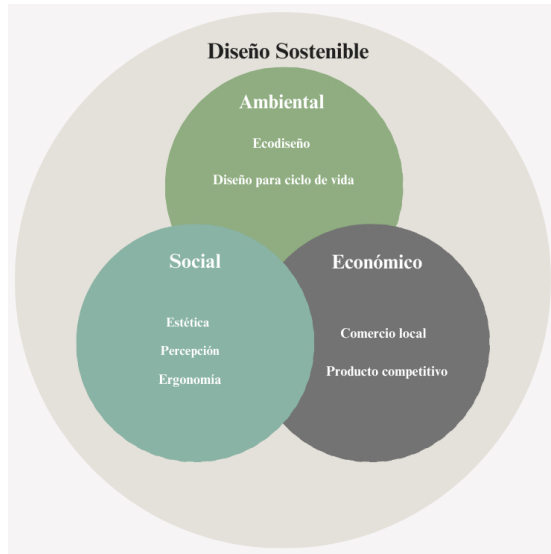 Diseño Sostenible
Ambiental
Ecodiseño
Diseño para ciclo de vida
Social
Estética
Percepción
Ergonomía
Económico
Comercio local
Producto competitivo